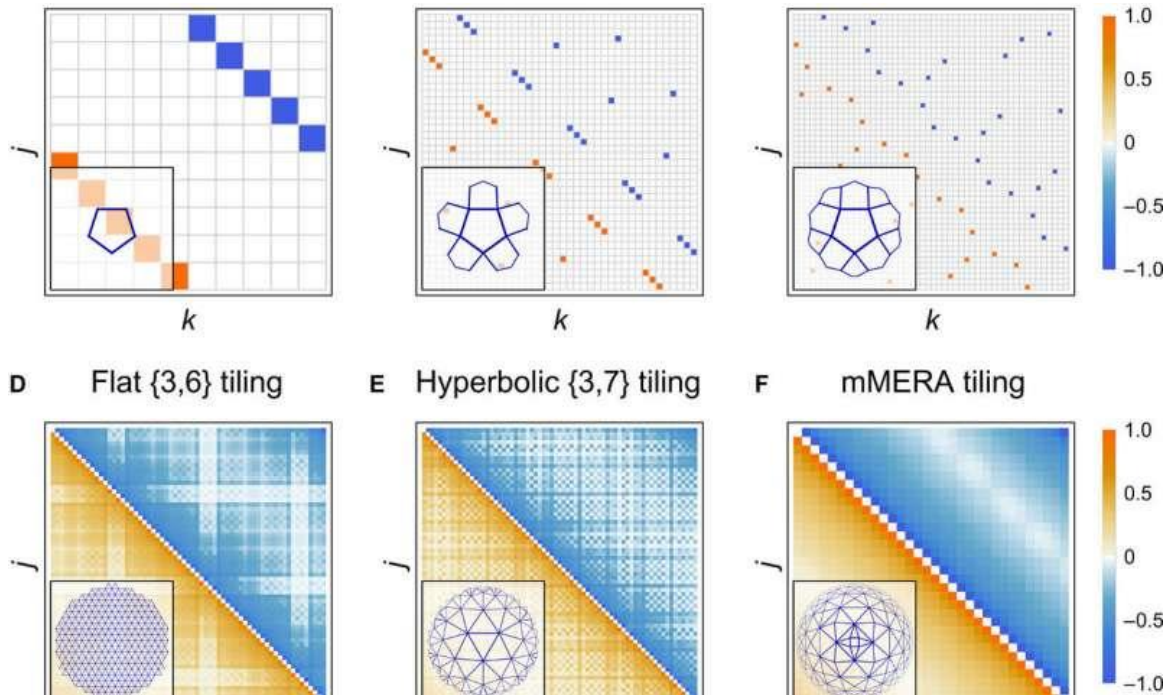 1.0
0.5
0
–0.5
–1.0
j
j
j
k
k
k
D Flat {3,6} tiling
E Hyperbolic {3,7} tiling
F mMERA tiling
1.0
0.5
0
–0.5
–1.0
j
j
j